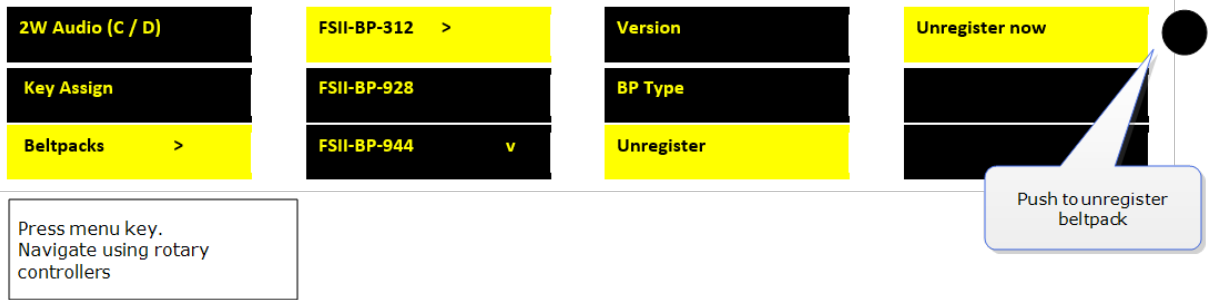 2W Audio (C / D)
Key Assign
Beltpacks >
FSII-BP-312 >
FSII-BP-928
FSII-BP-944 v
Version
BP Type
Unregister
Unregister now
Push to unregister
beltpack
Press menu key.
Navigate using rotary
controllers